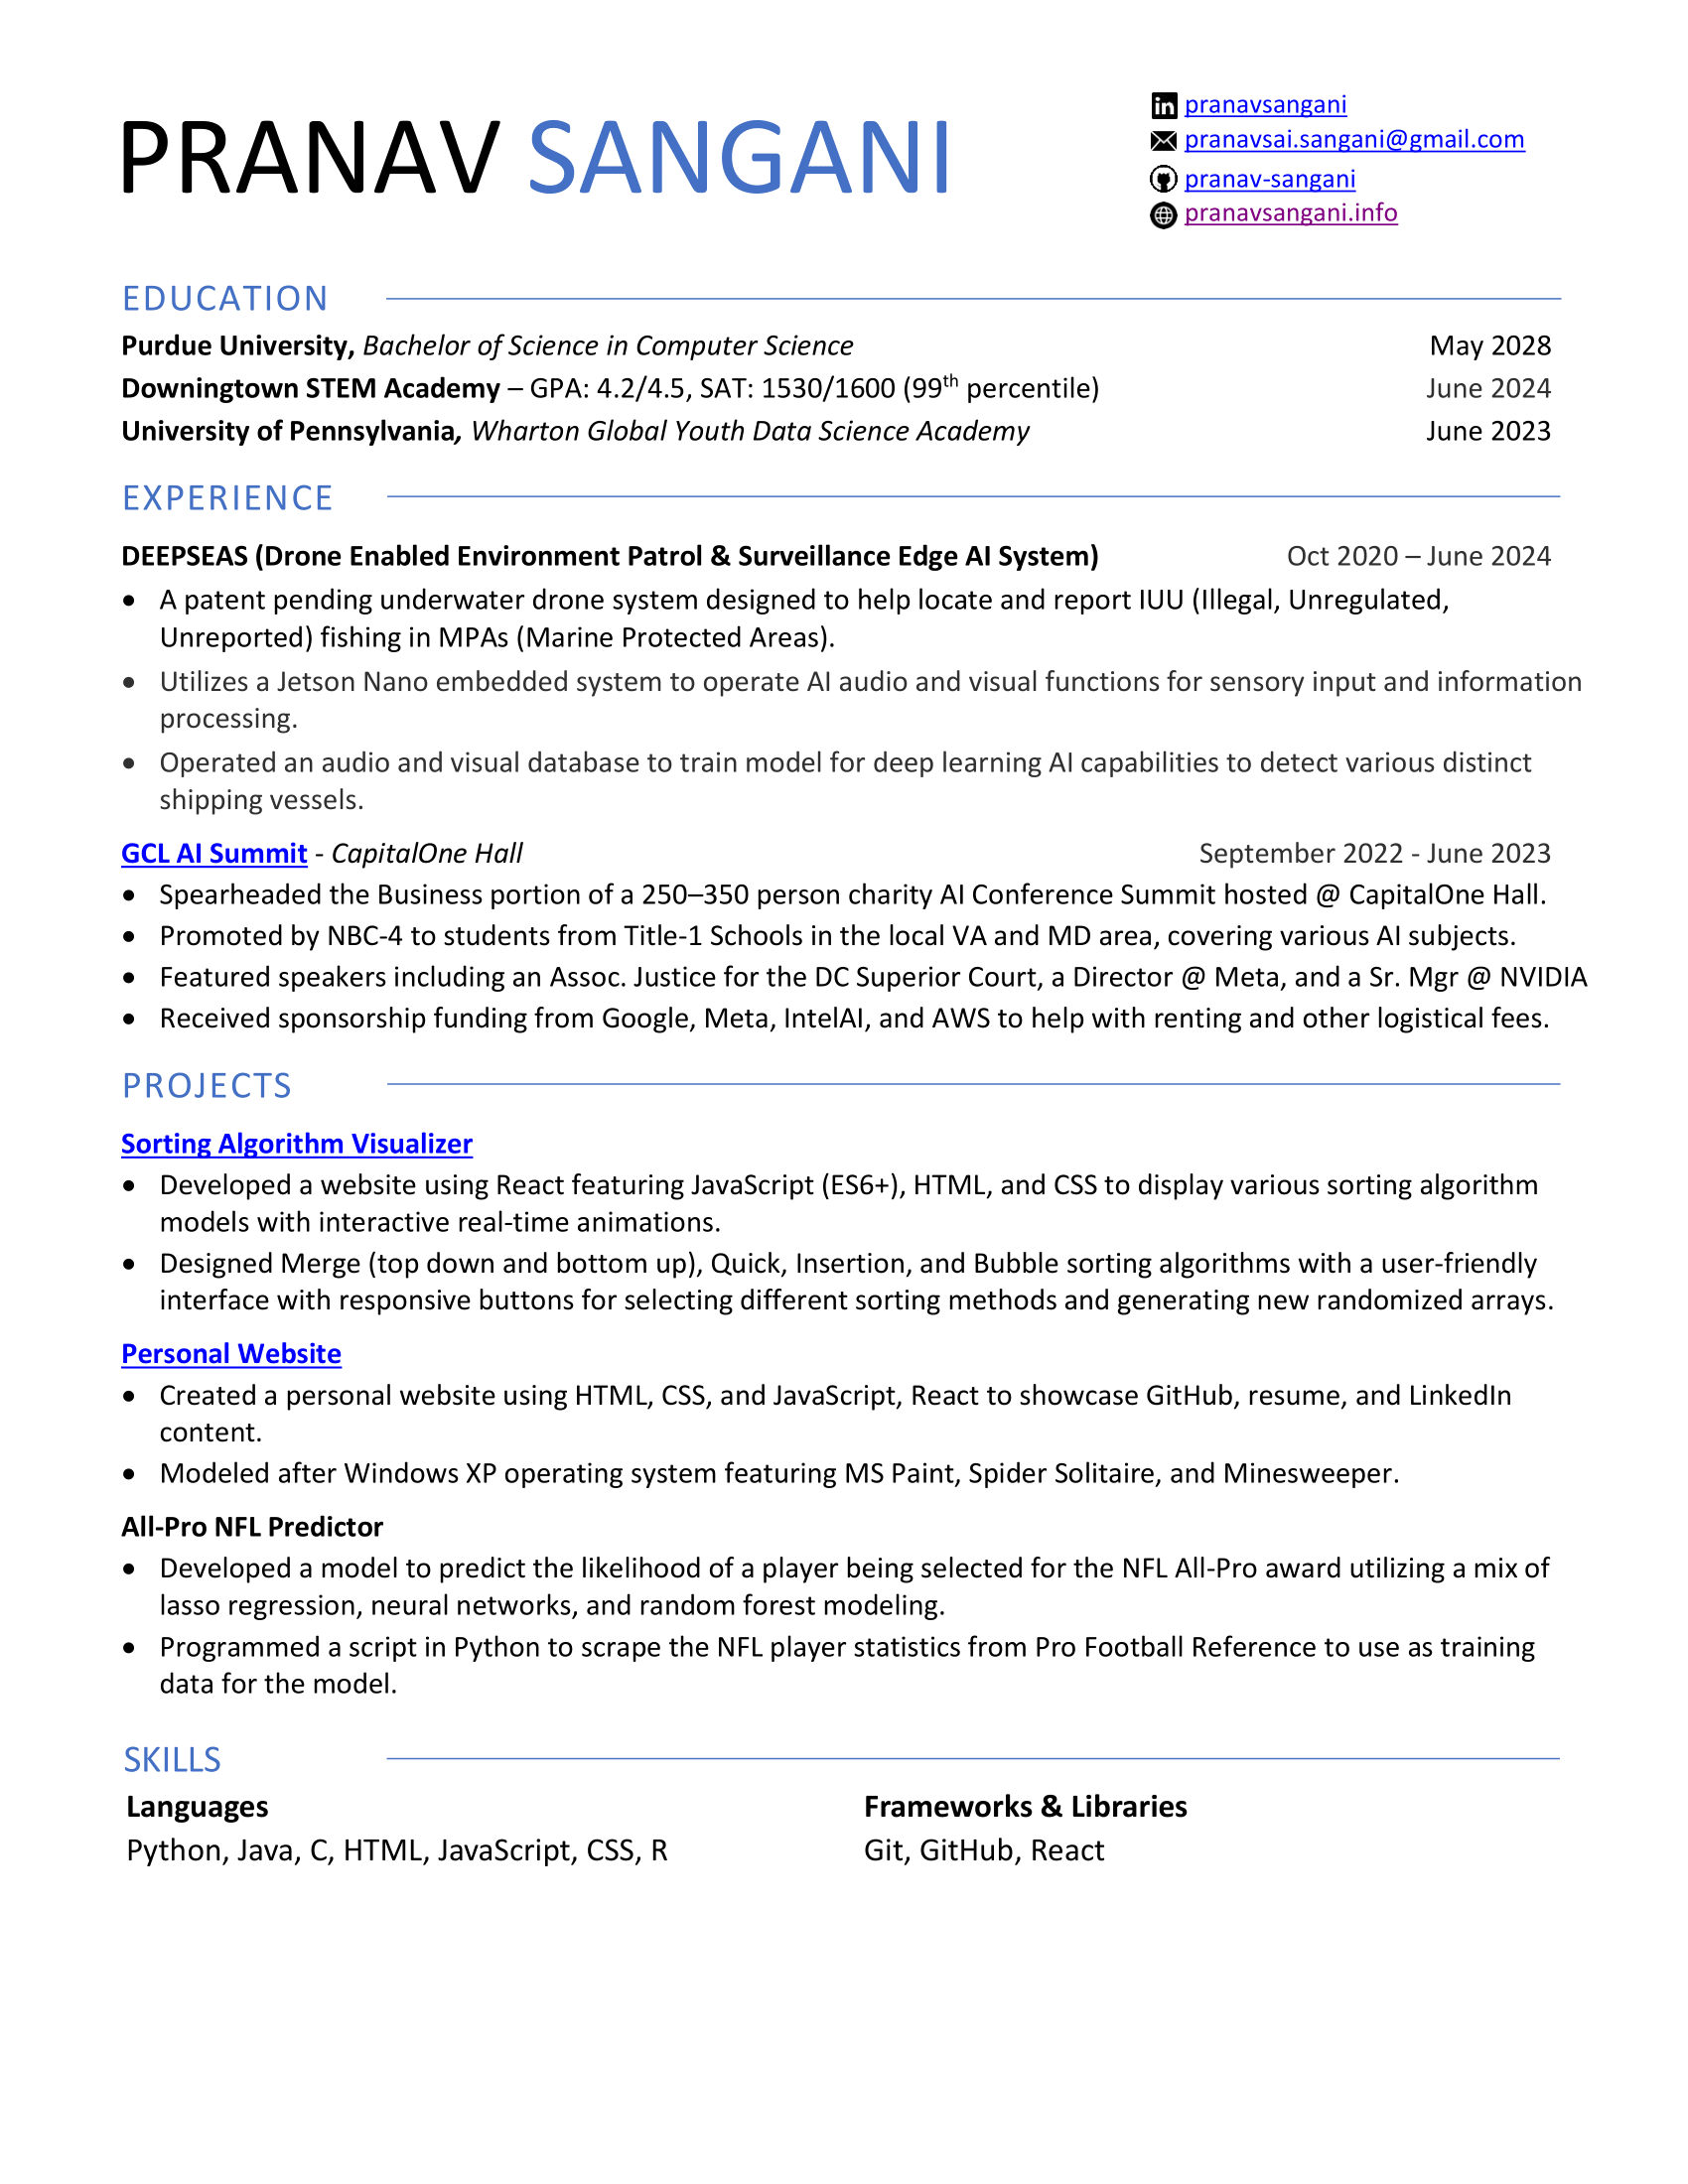 PRANAV SANGANI
pranavsangani
pranavsai.sangani@gmail.com
pranav-sangani
pranavsangani.info
EDUCATION
Purdue University, Bachelor of Science in Computer Science May 2028
Downingtown STEM Academy – GPA: 4.2/4.5, SAT: 1530/1600 (99th percentile) June 2024
University of Pennsylvania, Wharton Global Youth Data Science Academy June 2023
EXPERIENCE
DEEPSEAS (Drone Enabled Environment Patrol & Surveillance Edge AI System) Oct 2020 – June 2024
• A patent pending underwater drone system designed to help locate and report IUU (Illegal, Unregulated,
Unreported) fishing in MPAs (Marine Protected Areas).
• Utilizes a Jetson Nano embedded system to operate AI audio and visual functions for sensory input and information
processing.
• Operated an audio and visual database to train model for deep learning AI capabilities to detect various distinct
shipping vessels.
GCL AI Summit - CapitalOne Hall September 2022 - June 2023
• Spearheaded the Business portion of a 250–350 person charity AI Conference Summit hosted @ CapitalOne Hall.
• Promoted by NBC-4 to students from Title-1 Schools in the local VA and MD area, covering various AI subjects.
• Featured speakers including an Assoc. Justice for the DC Superior Court, a Director @ Meta, and a Sr. Mgr @ NVIDIA
• Received sponsorship funding from Google, Meta, IntelAI, and AWS to help with renting and other logistical fees.
PROJECTS
Sorting Algorithm Visualizer
• Developed a website using React featuring JavaScript (ES6+), HTML, and CSS to display various sorting algorithm
models with interactive real-time animations.
• Designed Merge (top down and bottom up), Quick, Insertion, and Bubble sorting algorithms with a user-friendly
interface with responsive buttons for selecting different sorting methods and generating new randomized arrays.
Personal Website
• Created a personal website using HTML, CSS, and JavaScript, React to showcase GitHub, resume, and LinkedIn
content.
• Modeled after Windows XP operating system featuring MS Paint, Spider Solitaire, and Minesweeper.
All-Pro NFL Predictor
• Developed a model to predict the likelihood of a player being selected for the NFL All-Pro award utilizing a mix of
lasso regression, neural networks, and random forest modeling.
• Programmed a script in Python to scrape the NFL player statistics from Pro Football Reference to use as training
data for the model.
SKILLS
Languages Frameworks & Libraries
Python, Java, C, HTML, JavaScript, CSS, R Git, GitHub, React